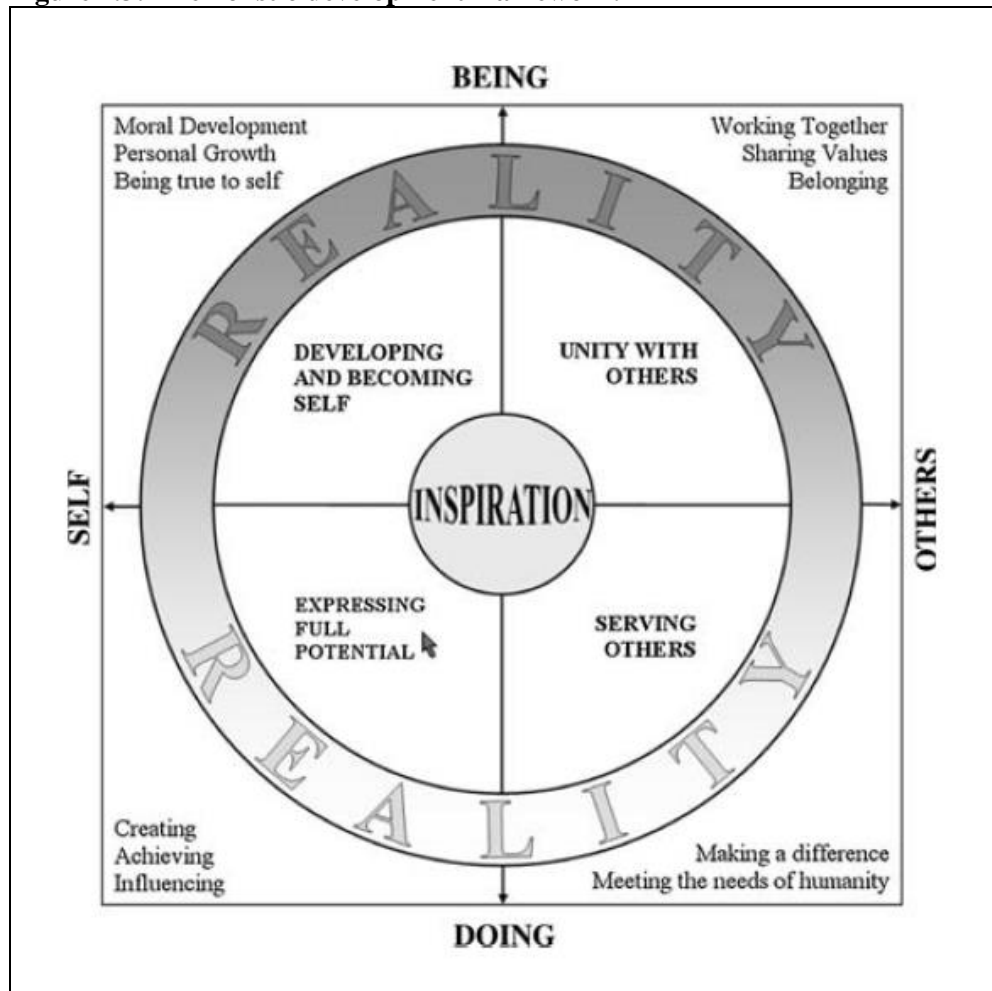 BEING
Moral Development
Personal Growth
Being true to self
Working Together
Sharing Values
Belonging
REALITY
DEVELOPING
AND BECOMING
SELF
UNITY WITH
OTHERS
SELF
INSPIRATION
OTHERS
EXPRESSING
FULL
POTENTIAL
SERVING
OTHERS
REALITY
Creating
Achieving
Influencing
Making a difference
Meeting the needs of humanity
DOING